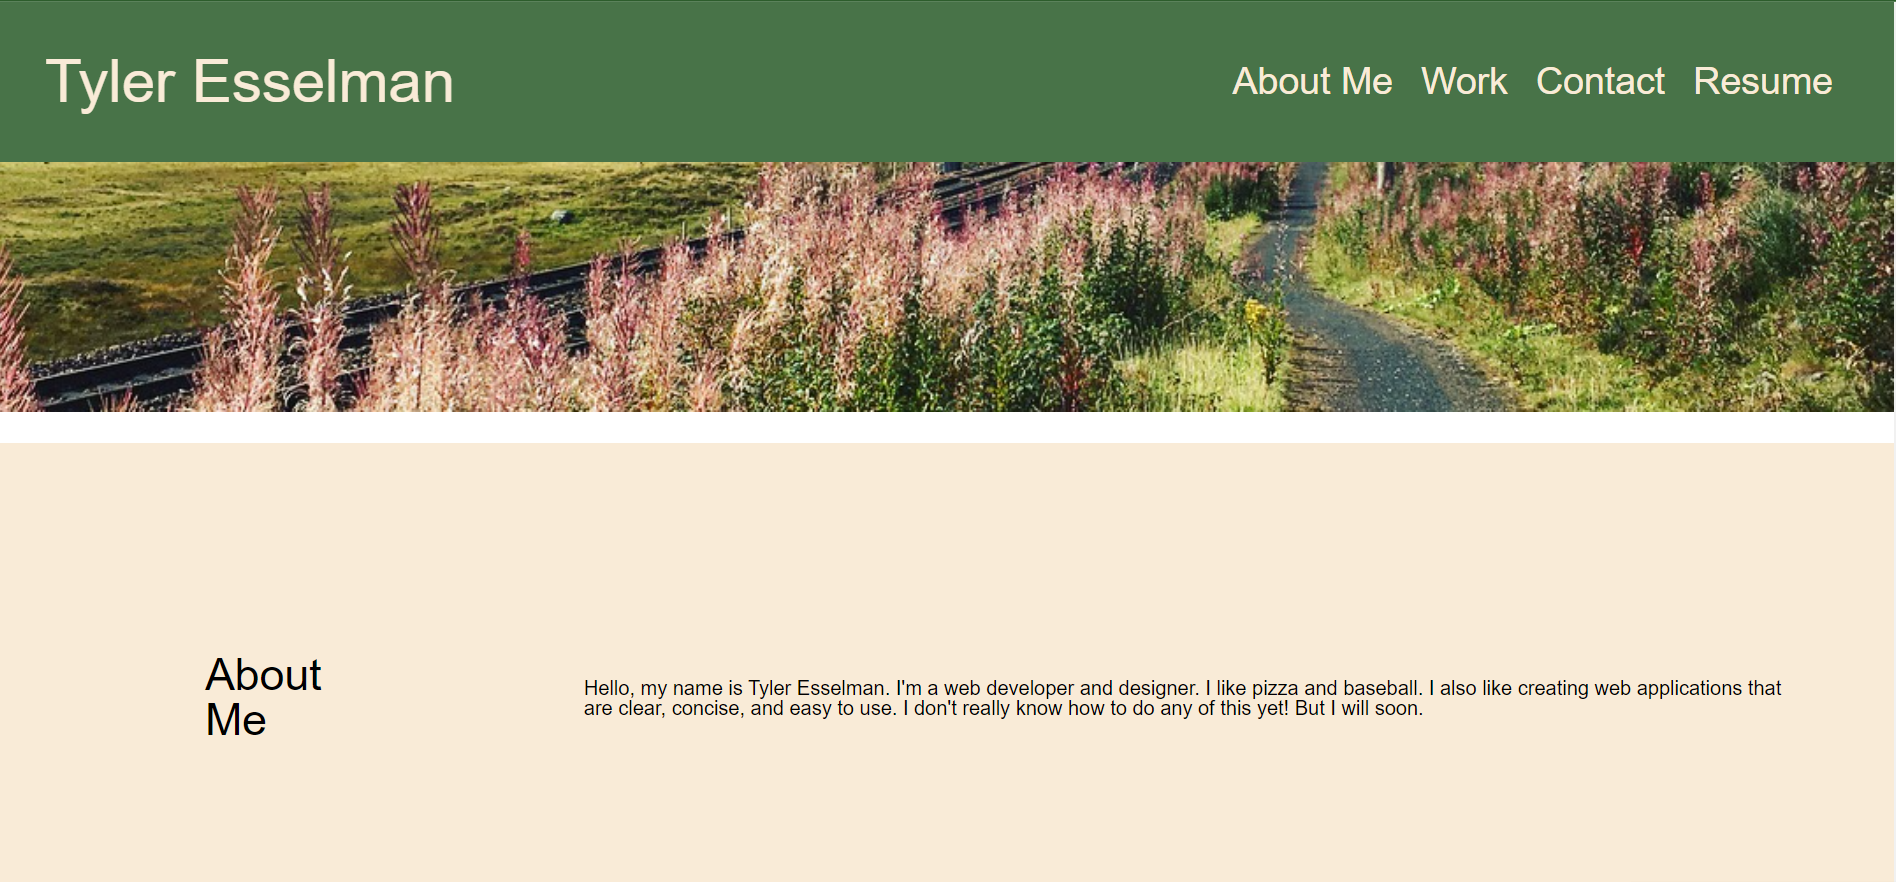 Tyler Esselman
About Me Work Contact Resume
About
Me
Hello, my name is Tyler Esselman. I'm a web developer and designer. I like pizza and baseball. I also like creating web applications that
are clear, concise, and easy to use. I don't really know how to do any of this yet! But I will soon.